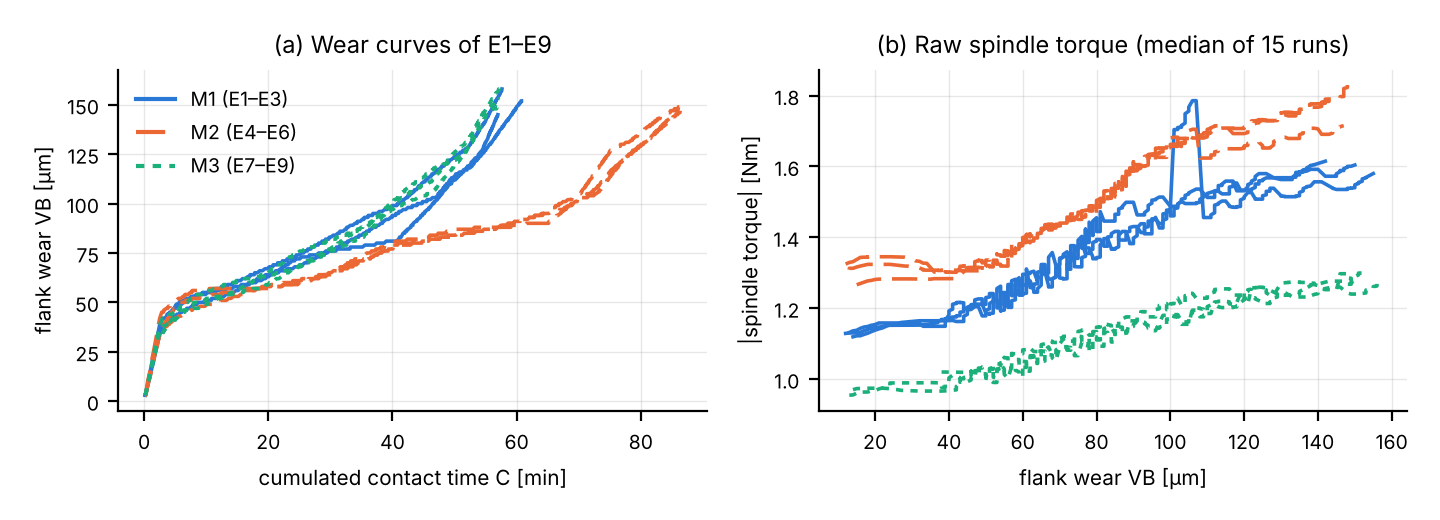 (a) Wear curves of E1–E9
flank wear VB [µm]
150
125
100
75
50
25
0
M1 (E1–E3)
M2 (E4–E6)
M3 (E7–E9)
0 20 40 60 80
cumulated contact time C [min]
(b) Raw spindle torque (median of 15 runs)
|spindle torque| [Nm]
1.8
1.6
1.4
1.2
1.0
20 40 60 80 100 120 140 160
flank wear VB [µm]